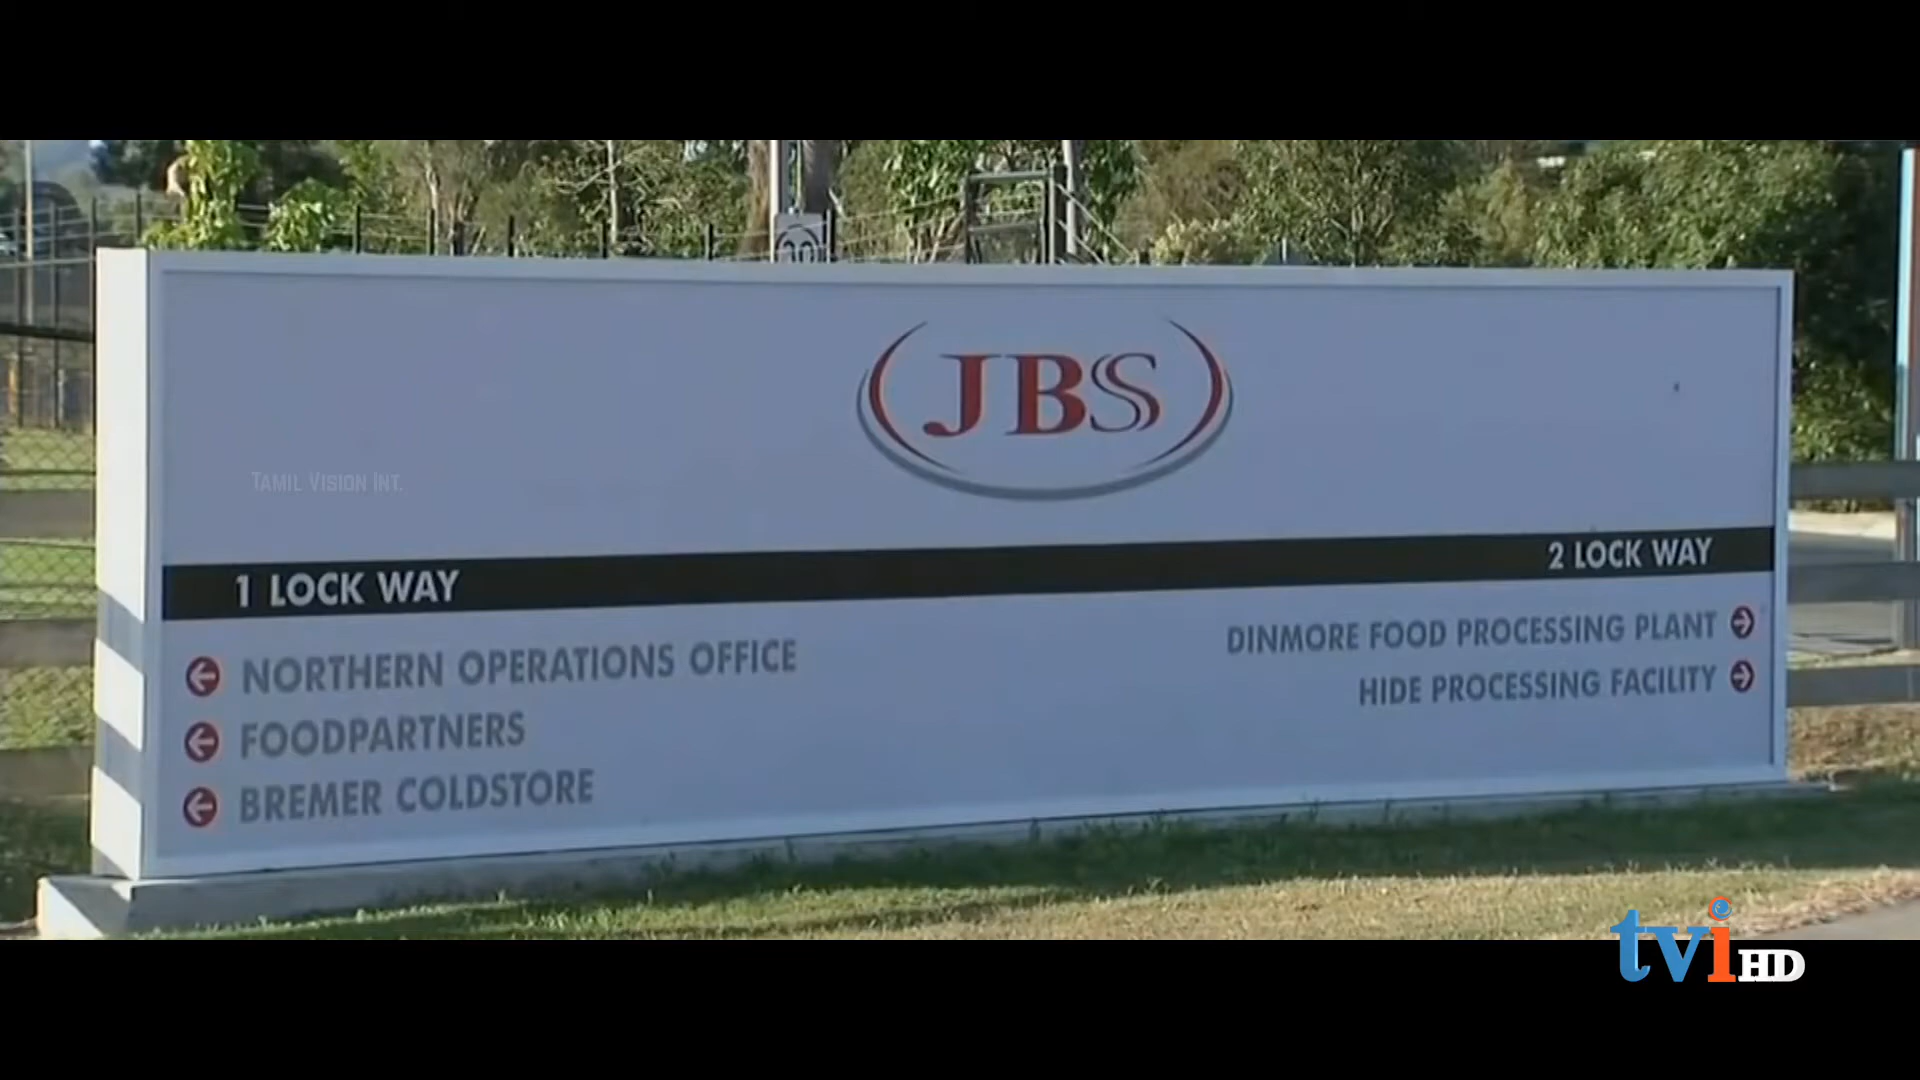 JBS
TAMIL VISION INT.
1 LOCK WAY
2 LOCK WAY
NORTHERN OPERATIONS OFFICE
FOODPARTNERS
BREMER COLDSTORE
DINMORE FOOD PROCESSING PLANT
HIDE PROCESSING FACILITY
tvi HD